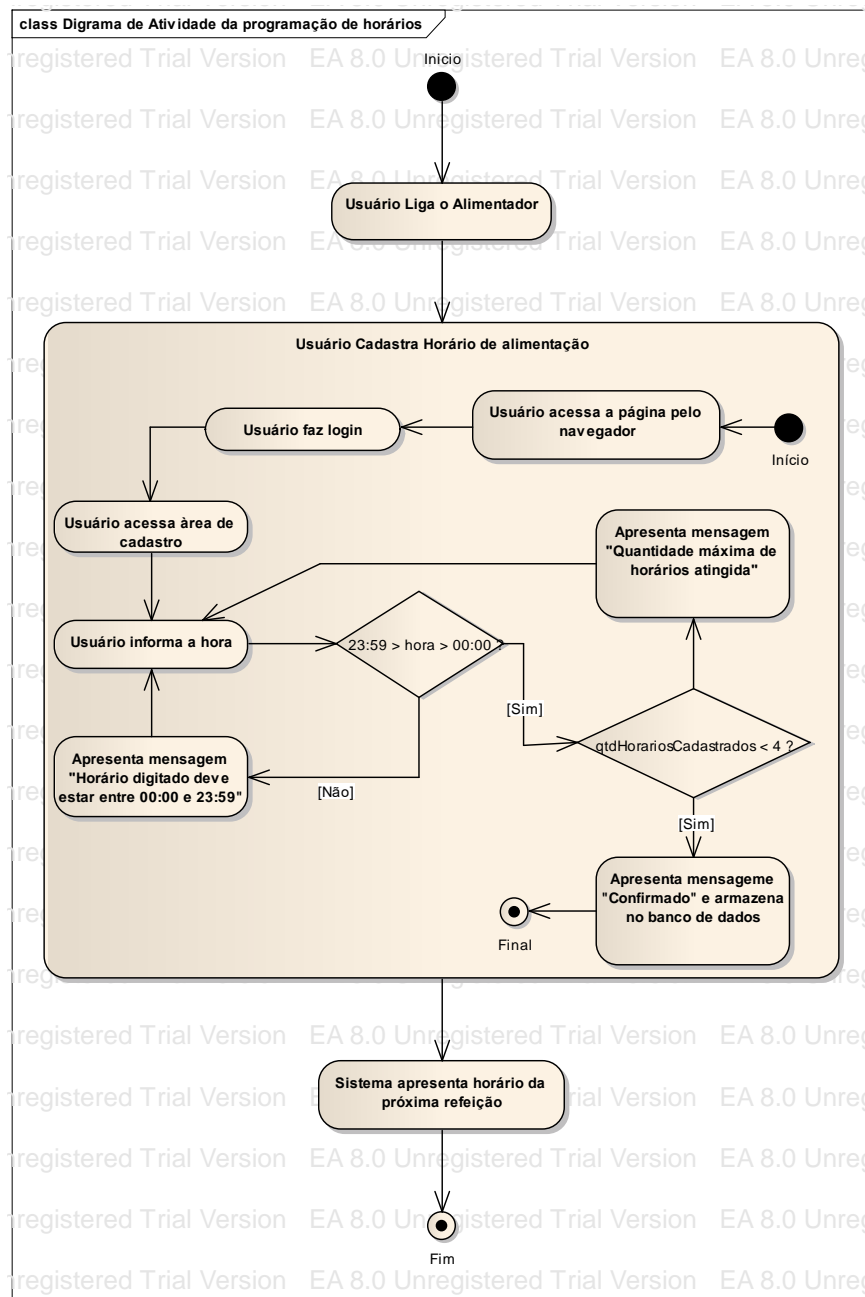 class Digrama de Atividade da programação de horários
Inicio
EA 8.0 Unregistered Trial Version
Usuário Liga o Alimentador
Usuário Cadastra Horário de alimentação
Usuário acessa a página pelo
navegador
Usuário faz login
Início
Usuário acessa àrea de
cadastro
Apresenta mensagem
"Quantidade máxima de
horários atingida"
Usuário informa a hora
23:59 > hora > 00:00 ?
[Sim]
qtdHorariosCadastrados < 4 ?
Apresenta mensagem
"Horário digitado deve
estar entre 00:00 e 23:59"
[Não]
[Sim]
Apresenta mensageme
"Confirmado" e armazena
no banco de dados
Final
Sistema apresenta horário da
próxima refeição
Fim